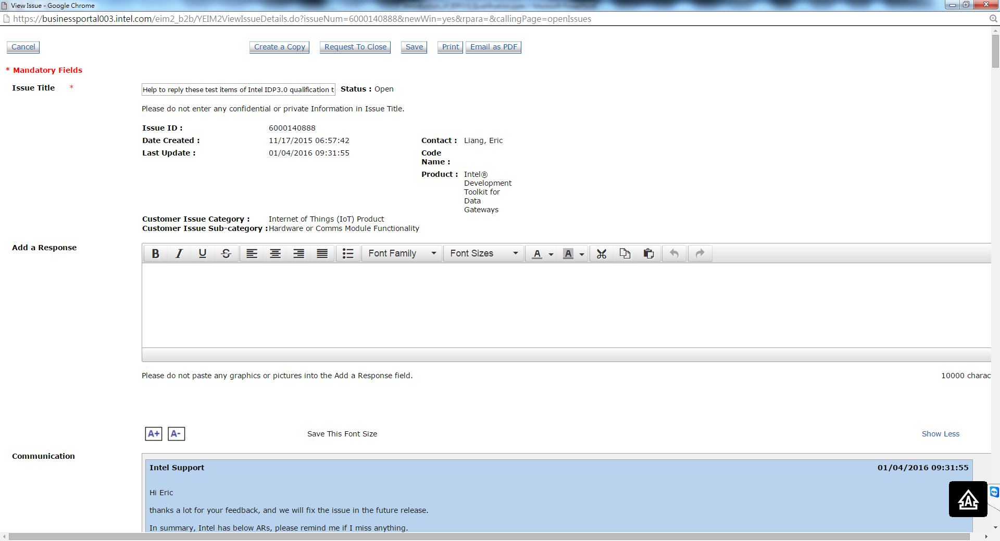 View Issue - Google Chrome
https://businessportal003.intel.com/eim2_b2b/YEIM2ViewIssueDetails.do?issueNum=6000140888&newWin=yes&rpara=&callingPage=openIssues
Cancel Create a Copy Request To Close Save Print Email as PDF
* Mandatory Fields
Issue Title * Help to reply these test items of Intel IDP3.0 qualification t Status : Open
Please do not enter any confidential or private Information in Issue Title.
Issue ID : 6000140888
Date Created : 11/17/2015 06:57:42 Contact : Liang, Eric
Last Update : 01/04/2016 09:31:55 Code
Name :
Product : Intel®
Development
Toolkit for
Data
Gateways
Customer Issue Category : Internet of Things (IoT) Product
Customer Issue Sub-category : Hardware or Comms Module Functionality
Add a Response
B I U S Font Family Font Sizes A A
Please do not paste any graphics or pictures into the Add a Response field. 10000 charac
A+ A- Save This Font Size Show Less
Communication
Intel Support 01/04/2016 09:31:55
Hi Eric
thanks a lot for your feedback, and we will fix the issue in the future release.
In summary, Intel has below ARs, please remind me if I miss anything.
A